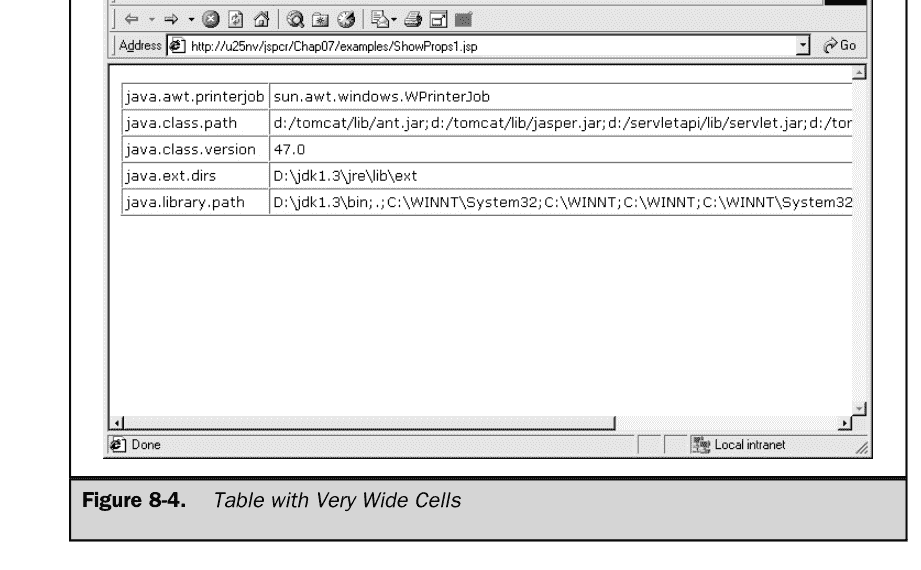 Address http://u25nv/jspcr/Chap07/examples/ShowProps1.jsp Go
java.awt.printerjob sun.awt.windows.WPrinterJob
java.class.path d:/tomcat/lib/ant.jar;d:/tomcat/lib/jasper.jar;d:/servletapi/lib/servlet.jar;d:/tor
java.class.version 47.0
java.ext.dirs D:\jdk1.3\jre\lib\ext
java.library.path D:\jdk1.3\bin;.;C:\WINNT\System32;C:\WINNT;C:\WINNT;C:\WINNT\System32
Done Local intranet
Figure 8-4. Table with Very Wide Cells